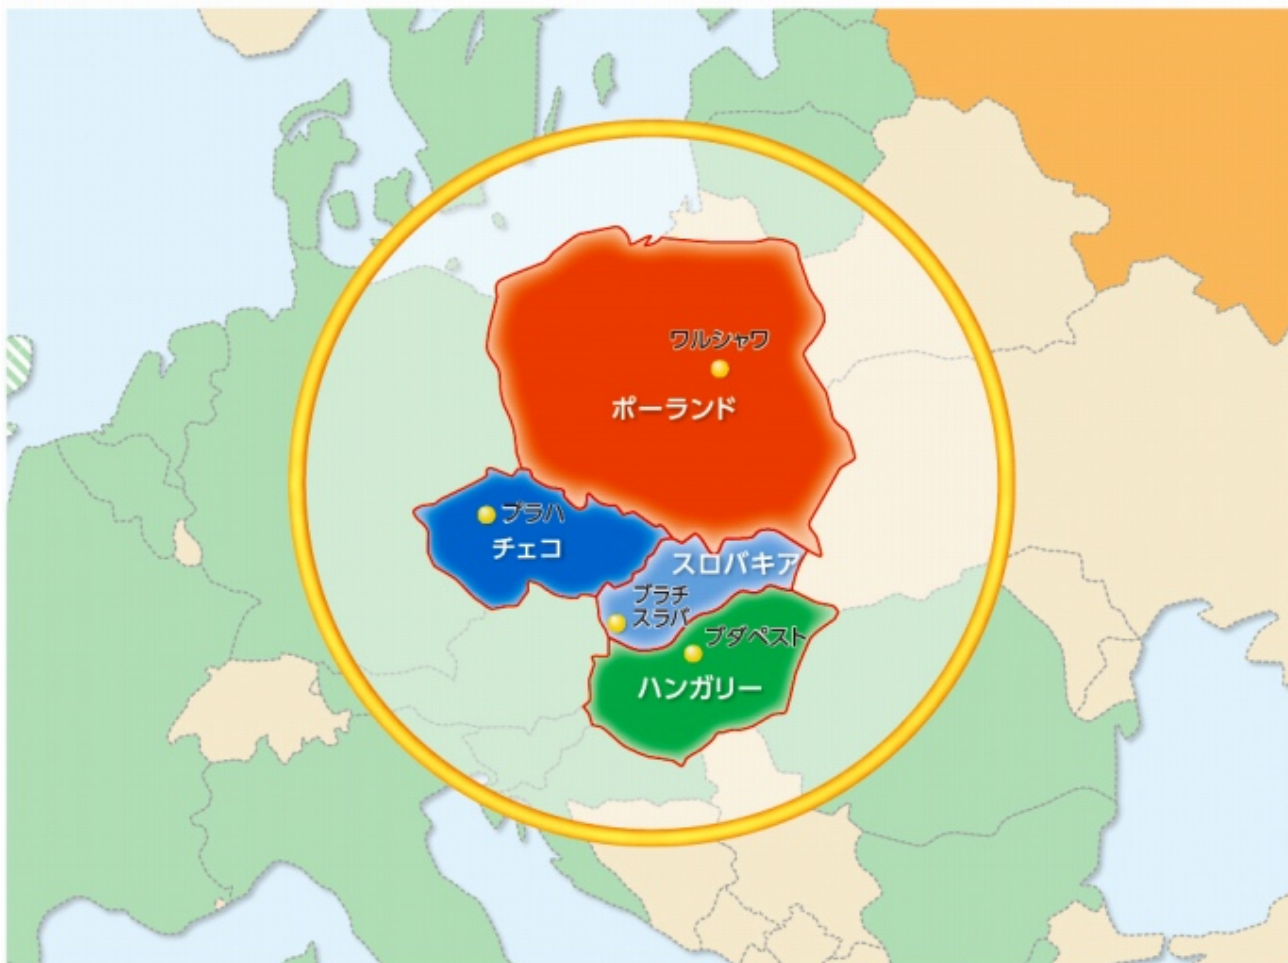 ワルシャワ
ポーランド
プラハ
チェコ
スロバキア
ブラチ
スラバ
ブダペスト
ハンガリー